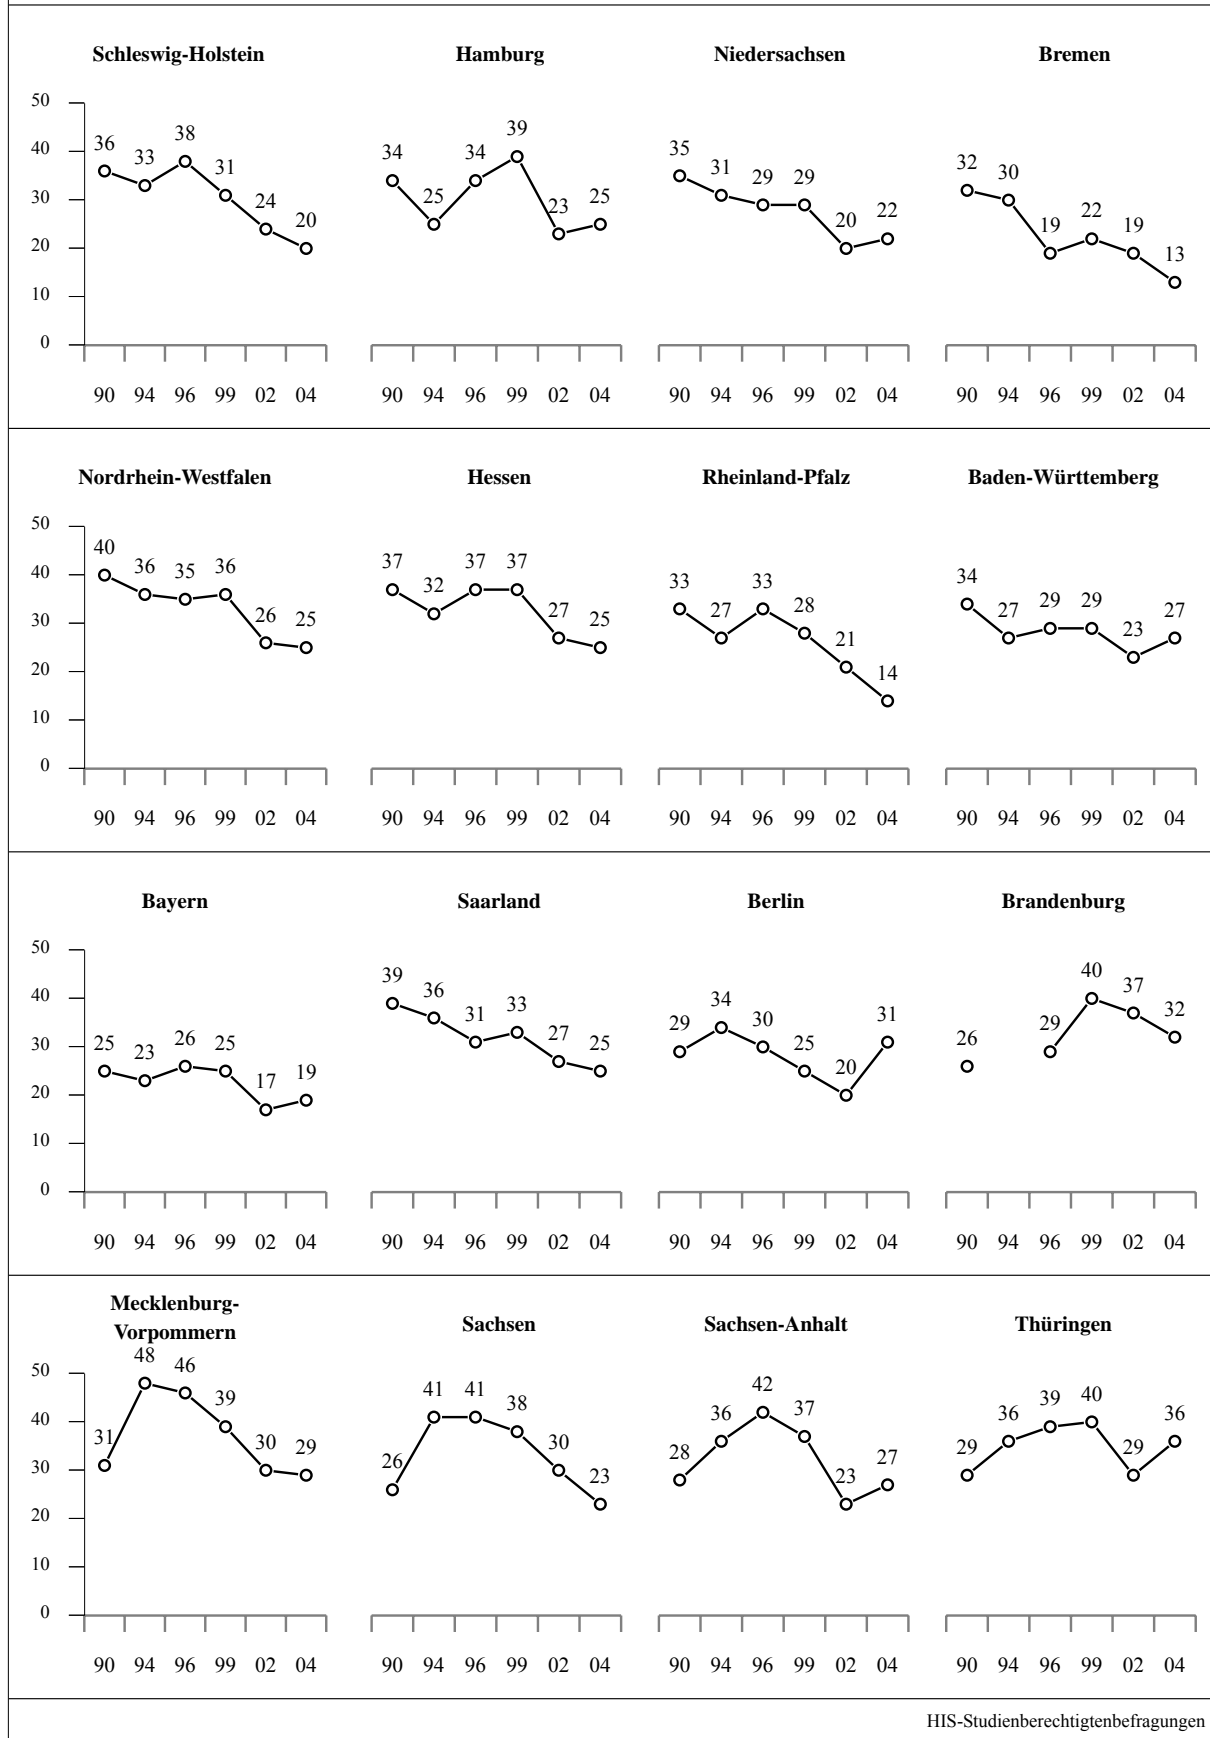 Schleswig-Holstein Hamburg Niedersachsen Bremen
50
40
30
20
10
0
36 33 38 31 24 20
34 25 34 39 23 25
35 31 29 29 20 22
32 30 19 22 19 13
90 94 96 99 02 04 90 94 96 99 02 04 90 94 96 99 02 04 90 94 96 99 02 04
Nordrhein-Westfalen Hessen Rheinland-Pfalz Baden-Württemberg
50
40
30
20
10
0
40 36 35 36 26 25
37 32 37 37 27 25
33 27 33 28 21 14
34 27 29 29 23 27
90 94 96 99 02 04 90 94 96 99 02 04 90 94 96 99 02 04 90 94 96 99 02 04
Bayern Saarland Berlin Brandenburg
50
40
30
20
10
0
25 23 26 25 17 19
39 36 31 33 27 25
29 34 30 25 20 31
26 29 40 37 32
90 94 96 99 02 04 90 94 96 99 02 04 90 94 96 99 02 04 90 94 96 99 02 04
Mecklenburg-
Vorpommern Sachsen Sachsen-Anhalt Thüringen
50
40
30
20
10
0
31 48 46 39 30 29
26 41 41 38 30 23
28 36 42 37 23 27
29 36 39 40 29 36
90 94 96 99 02 04 90 94 96 99 02 04 90 94 96 99 02 04 90 94 96 99 02 04
HIS-Studienberechtigtenbefragungen